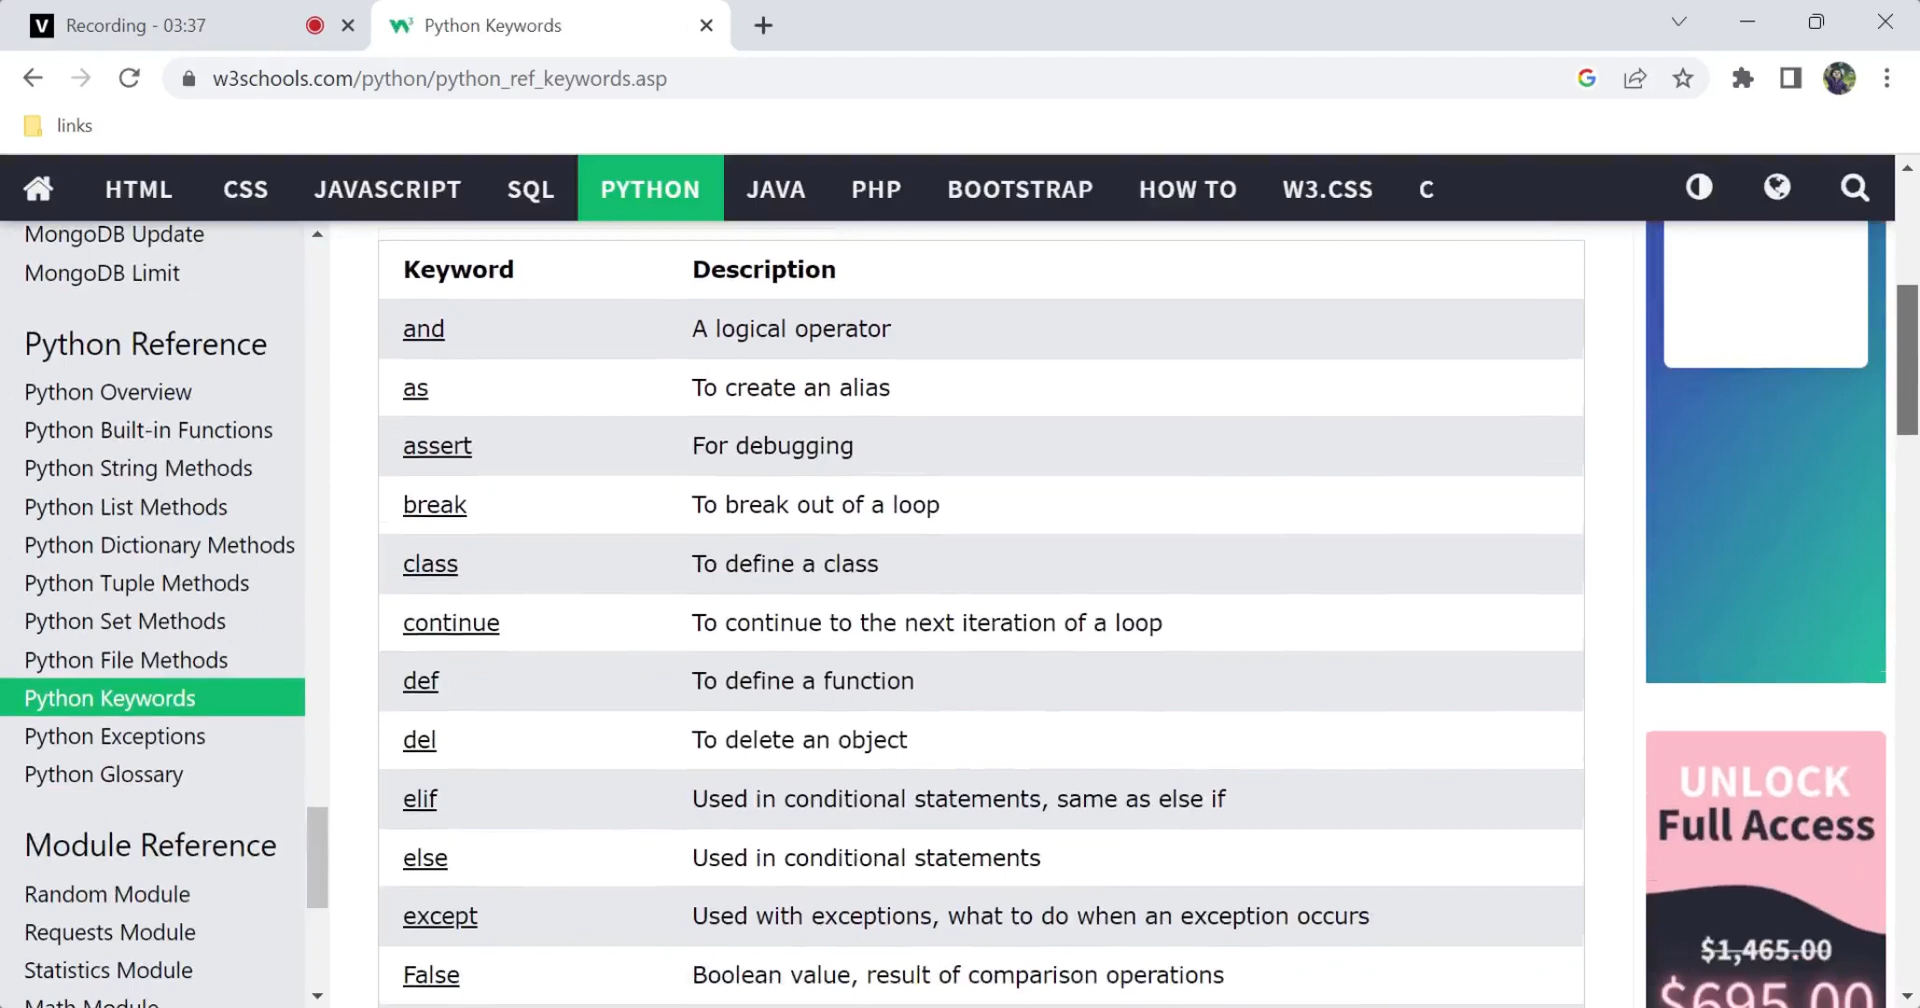 V Recording - 03:37
Python Keywords
w3schools.com/python/python_ref_keywords.asp
links
HTML CSS JAVASCRIPT SQL PYTHON JAVA PHP BOOTSTRAP HOW TO W3.CSS C
MongoDB Update
MongoDB Limit
Python Reference
Python Overview
Python Built-in Functions
Python String Methods
Python List Methods
Python Dictionary Methods
Python Tuple Methods
Python Set Methods
Python File Methods
Python Keywords
Python Exceptions
Python Glossary
Module Reference
Random Module
Requests Module
Statistics Module
Math Module
Keyword Description
and A logical operator
as To create an alias
assert For debugging
break To break out of a loop
class To define a class
continue To continue to the next iteration of a loop
def To define a function
del To delete an object
elif Used in conditional statements, same as else if
else Used in conditional statements
except Used with exceptions, what to do when an exception occurs
False Boolean value, result of comparison operations
UNLOCK
Full Access
$1,465.00
$695.00